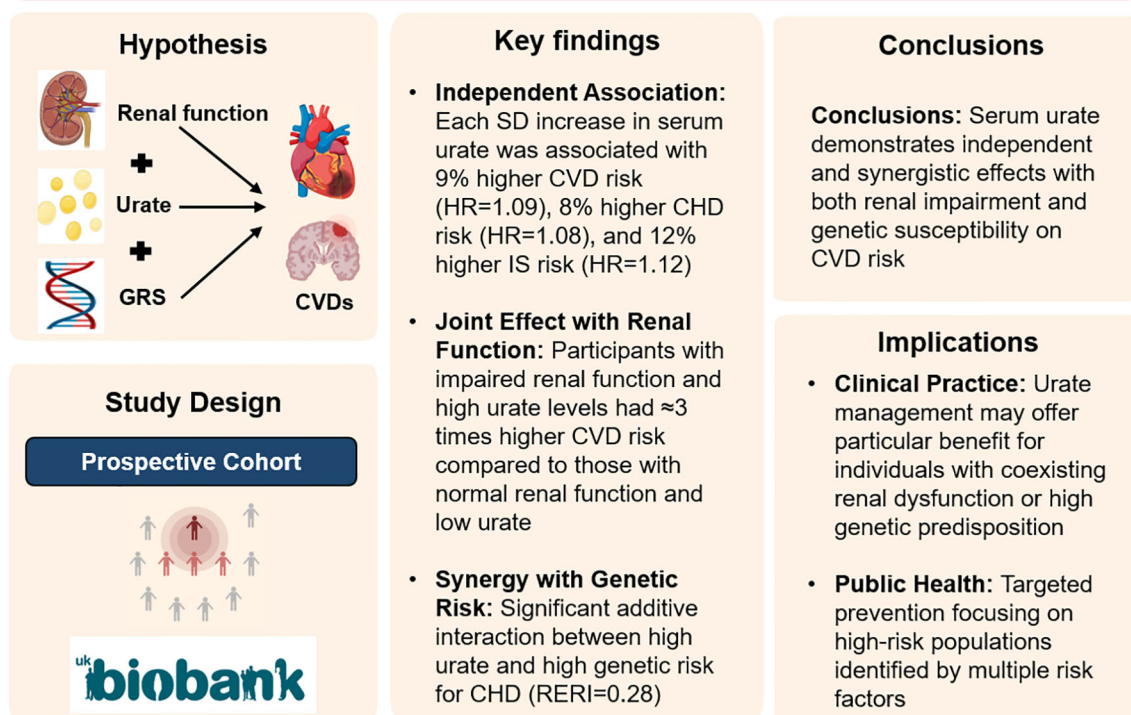 Hypothesis
Renal function
Urate
GRS
CVDs
Study Design
Prospective Cohort
uk
biobank
Key findings
• Independent Association:
Each SD increase in serum
urate was associated with
9% higher CVD risk
(HR=1.09), 8% higher CHD
risk (HR=1.08), and 12%
higher IS risk (HR=1.12)
• Joint Effect with Renal
Function: Participants with
impaired renal function and
high urate levels had ≈3
times higher CVD risk
compared to those with
normal renal function and
low urate
• Synergy with Genetic
Risk: Significant additive
interaction between high
urate and high genetic risk
for CHD (RERI=0.28)
Conclusions
Conclusions: Serum urate
demonstrates independent
and synergistic effects with
both renal impairment and
genetic susceptibility on
CVD risk
Implications
• Clinical Practice: Urate
management may offer
particular benefit for
individuals with coexisting
renal dysfunction or high
genetic predisposition
• Public Health: Targeted
prevention focusing on
high-risk populations
identified by multiple risk
factors